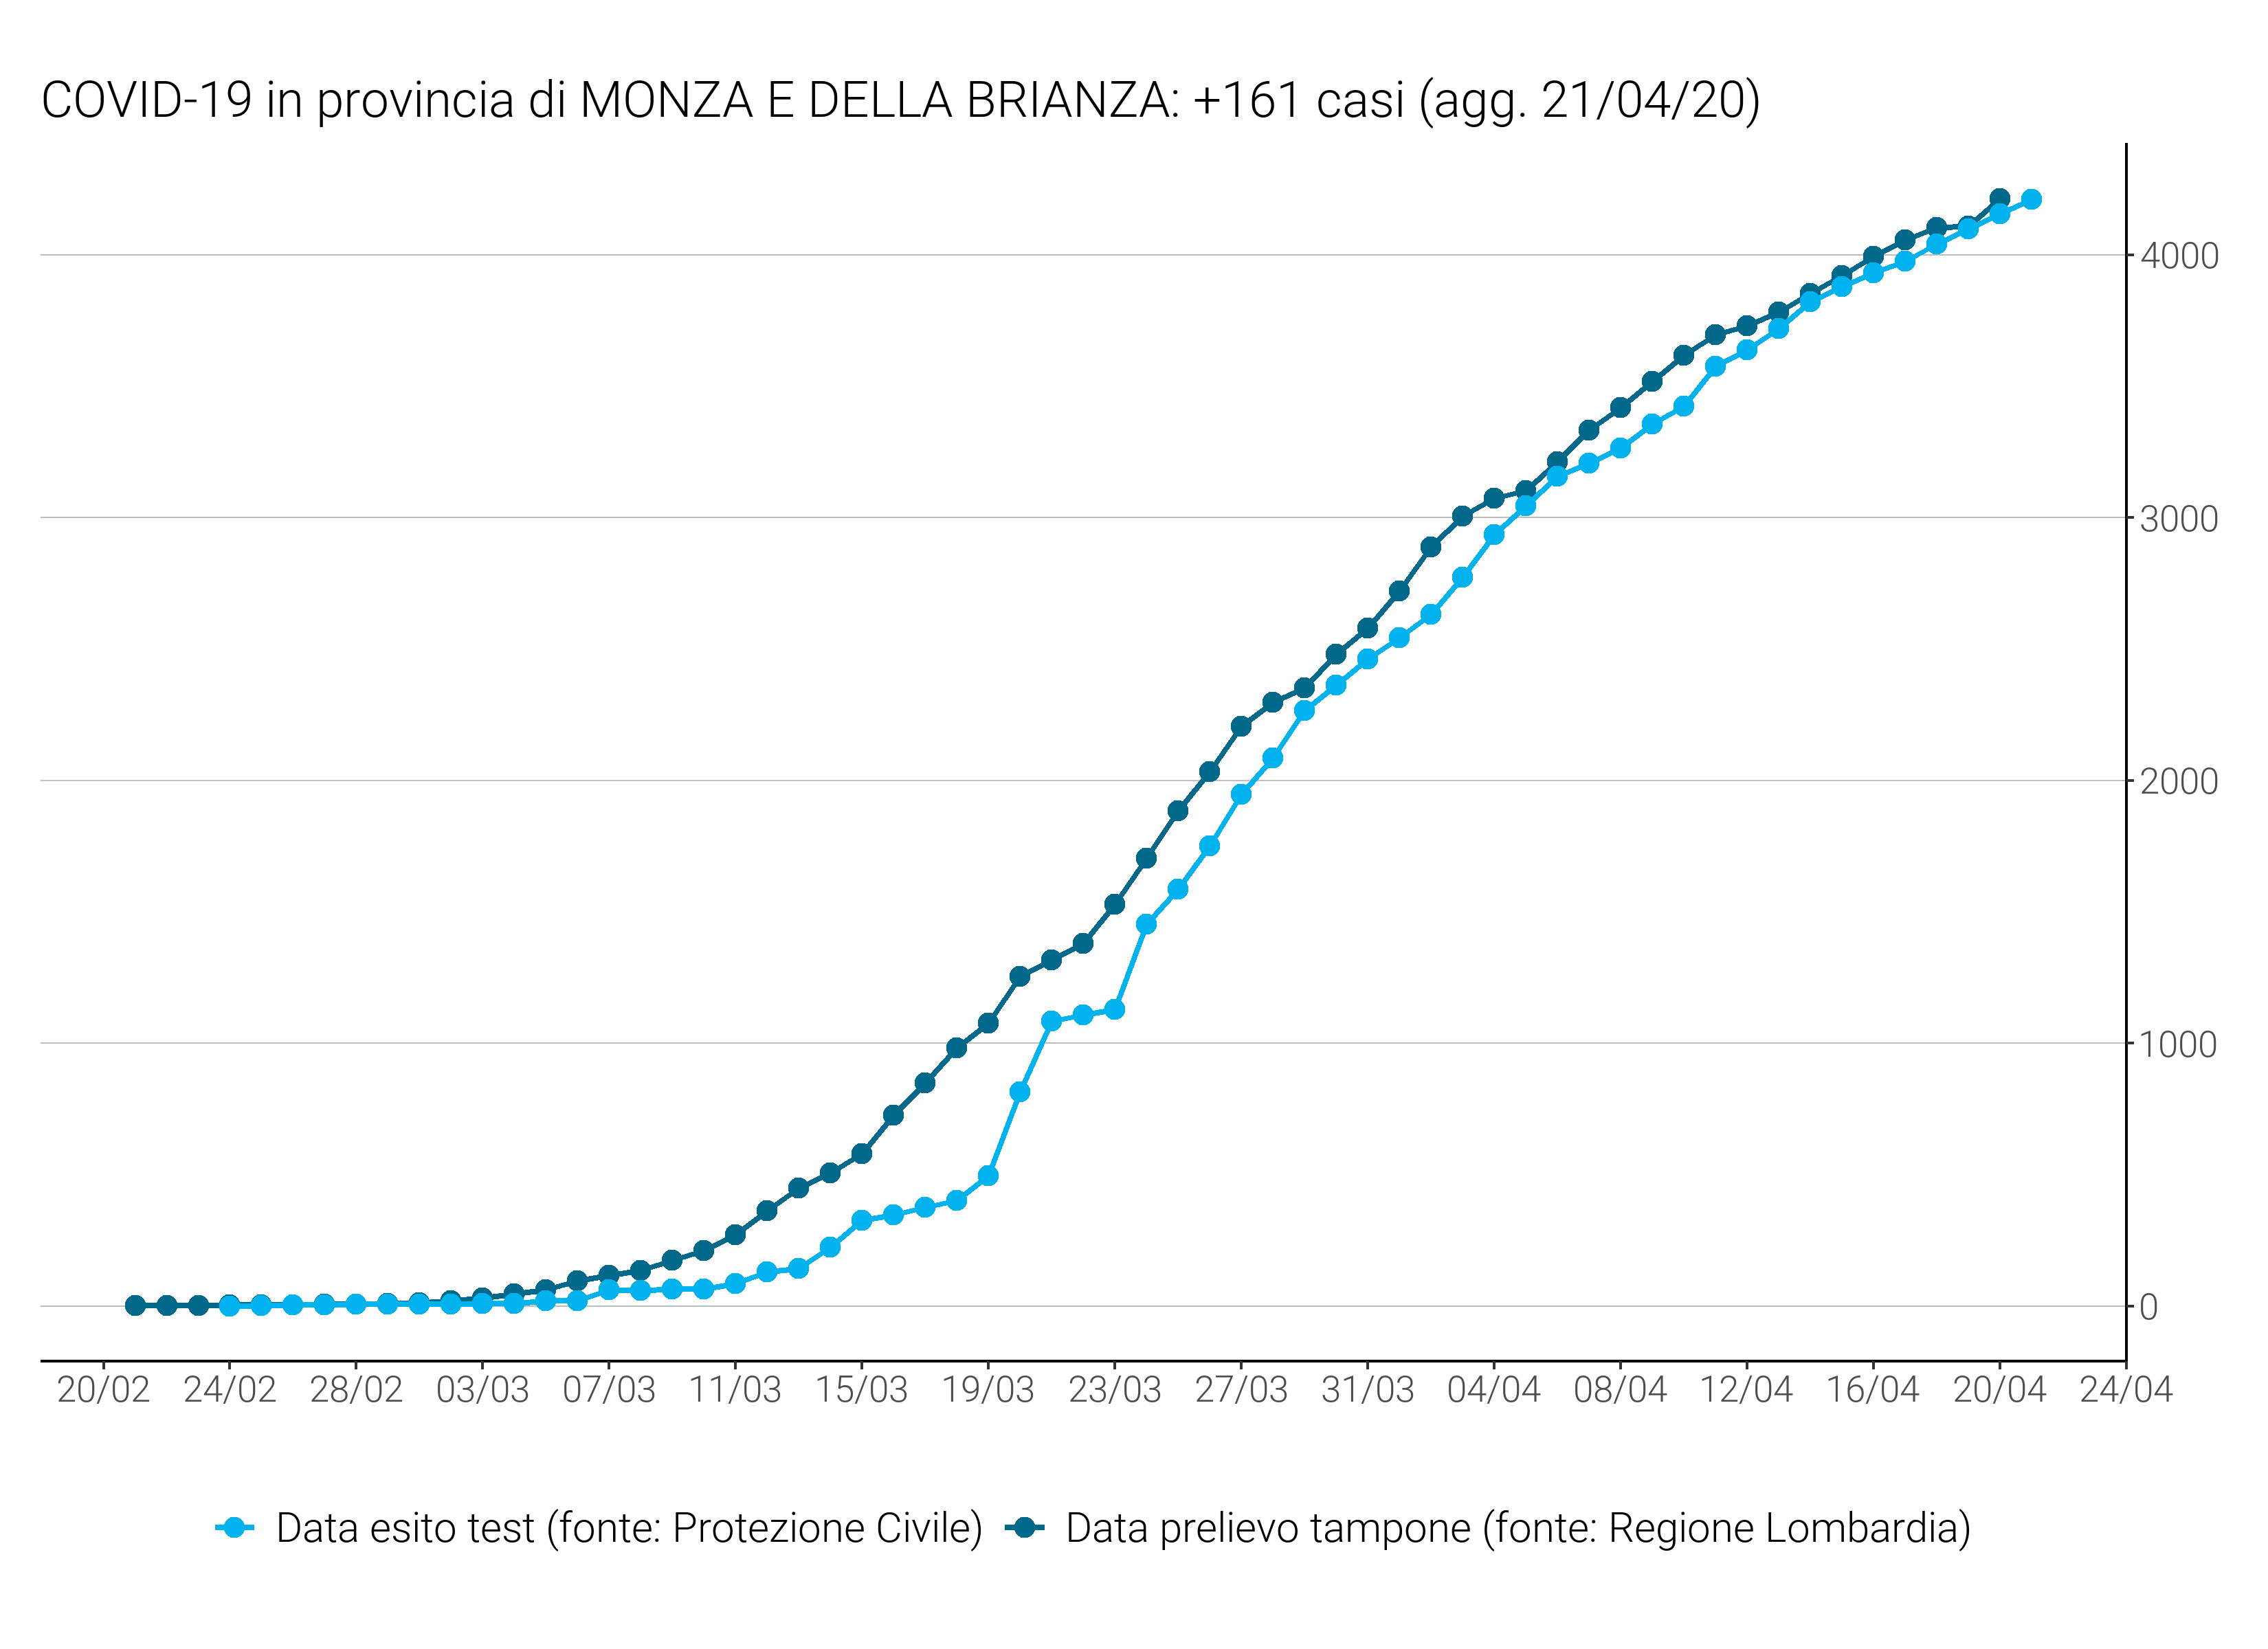 COVID-19 in provincia di MONZA E DELLA BRIANZA: +161 casi (agg. 21/04/20)
4000
3000
2000
1000
0
20/02 24/02 28/02 03/03 07/03 11/03 15/03 19/03 23/03 27/03 31/03 04/04 08/04 12/04 16/04 20/04 24/04
Data esito test (fonte: Protezione Civile) Data prelievo tampone (fonte: Regione Lombardia)